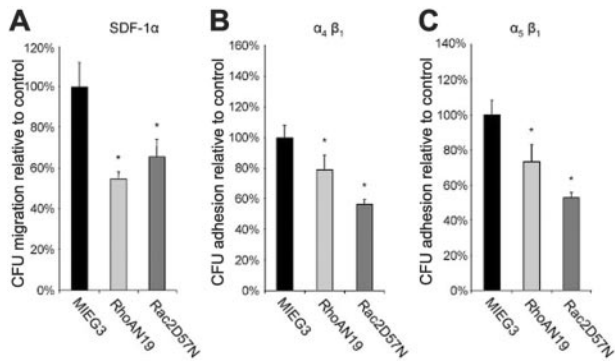 A
SDF-1α
CFU migration relative to control
120%
100%
80%
60%
40%
20%
0%
*
*
MIEG3
RhoAN19
Rac2D57N
B
α4 β1
CFU adhesion relative to control
160%
140%
120%
100%
80%
60%
40%
20%
0%
*
*
MIEG3
RhoAN19
Rac2D57N
C
α5 β1
CFU adhesion relative to control
140%
120%
100%
80%
60%
40%
20%
0%
*
*
MIEG3
RhoAN19
Rac2D57N